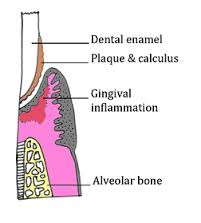 Dental enamel
Plaque & calculus
Gingival
inflammation
Alveolar bone